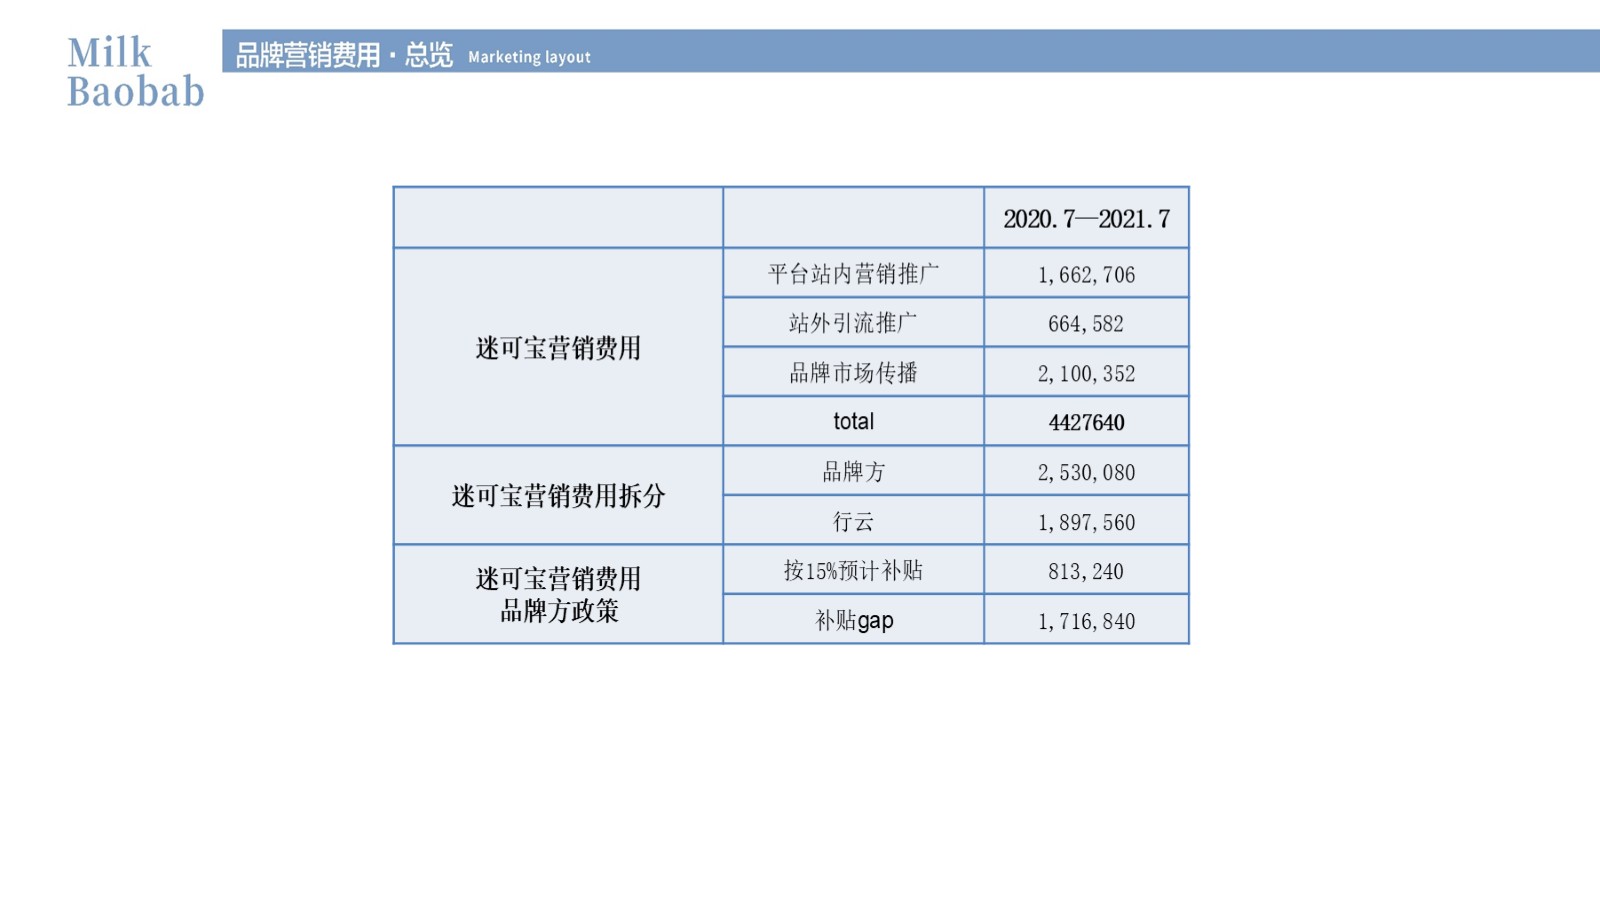 Milk
Baobab
品牌营销费用·总览 Marketing layout
2020.7—2021.7
迷可宝营销费用
平台站内营销推广 1,662,706
站外引流推广 664,582
品牌市场传播 2,100,352
total 4427640
迷可宝营销费用拆分
品牌方 2,530,080
行云 1,897,560
迷可宝营销费用
品牌方政策
按15%预计补贴 813,240
补贴gap 1,716,840